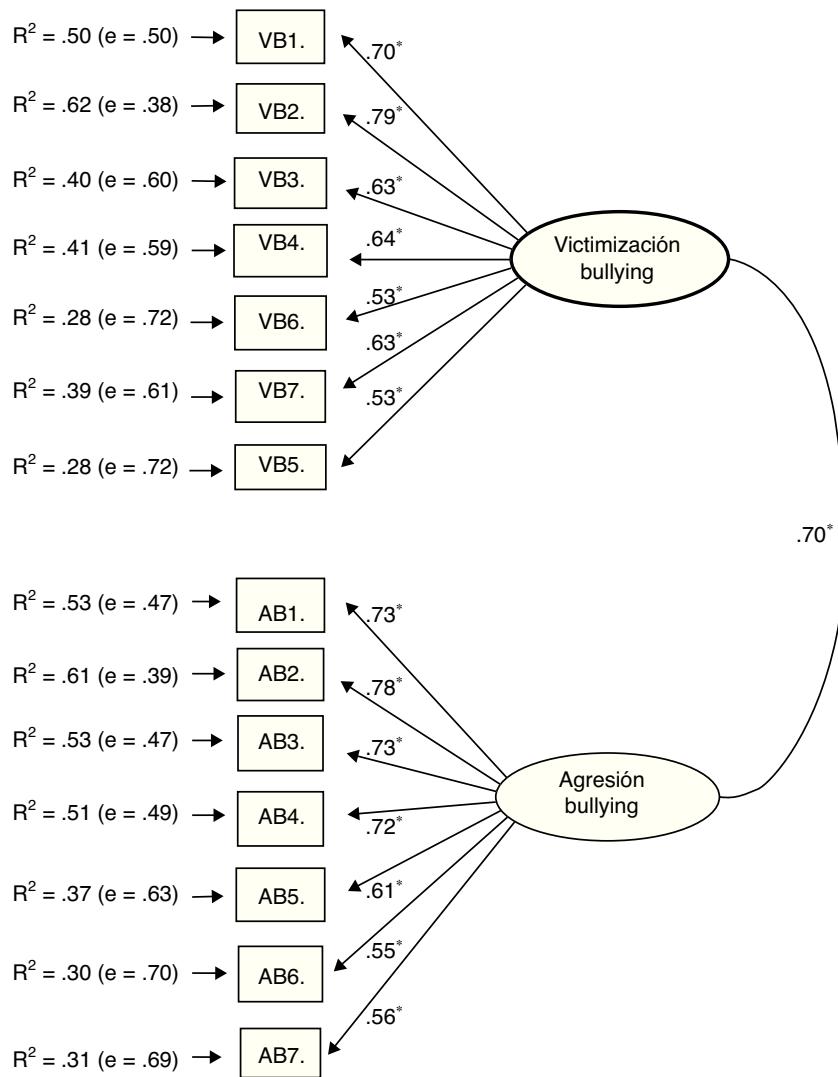 R² = .50 (e = .50) VB1. .70*
R² = .62 (e = .38) VB2. .79*
R² = .40 (e = .60) VB3. .63*
R² = .41 (e = .59) VB4. .64*
Victimización
bullying
R² = .28 (e = .72) VB6. .53*
R² = .39 (e = .61) VB7. .63*
R² = .28 (e = .72) VB5. .53*
.70*
R² = .53 (e = .47) AB1. .73*
R² = .61 (e = .39) AB2. .78*
R² = .53 (e = .47) AB3. .73*
Agresión
bullying
R² = .51 (e = .49) AB4. .72*
R² = .37 (e = .63) AB5. .61*
R² = .30 (e = .70) AB6. .55*
R² = .31 (e = .69) AB7. .56*